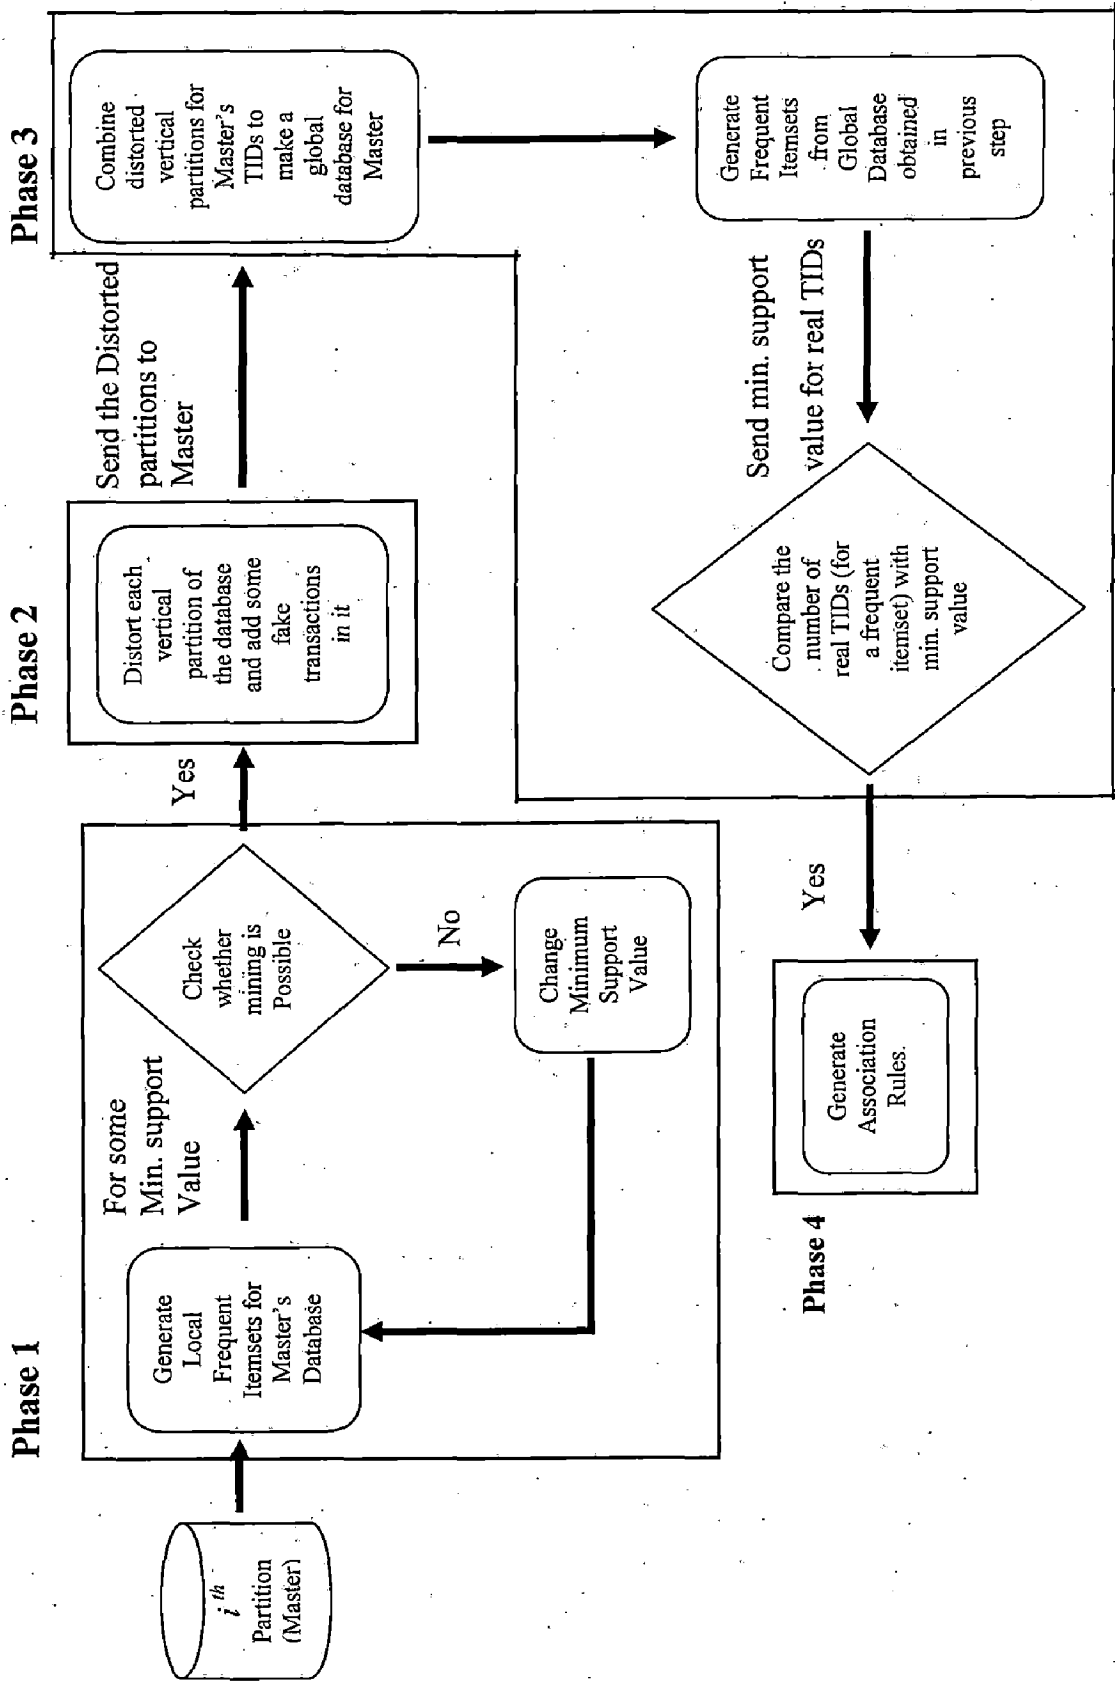 Phase 1
i th
Partition
(Master)
Generate
Local
Frequent
Itemsets for
Master's
Database
For some
Min. support
Value
Check
whether
mining is
Possible
No
Change
Minimum
Support
Value
Yes
Phase 2
Distort each
vertical
partition of
the database
and add some
fake
transactions
in it
Send the Distorted
partitions to
Master
Phase 3
Combine
distorted
vertical
partitions for
Master's
TIDs to
make a
global
database for
Master
Generate
Frequent
Itemsets
from
Global
Database
obtained
in
previous
step
Send min. support
value for real TIDs
Compare the
number of
real TIDs (for
a frequent
itemset) with
min. support
value
Yes
Phase 4
Generate
Association
Rules.